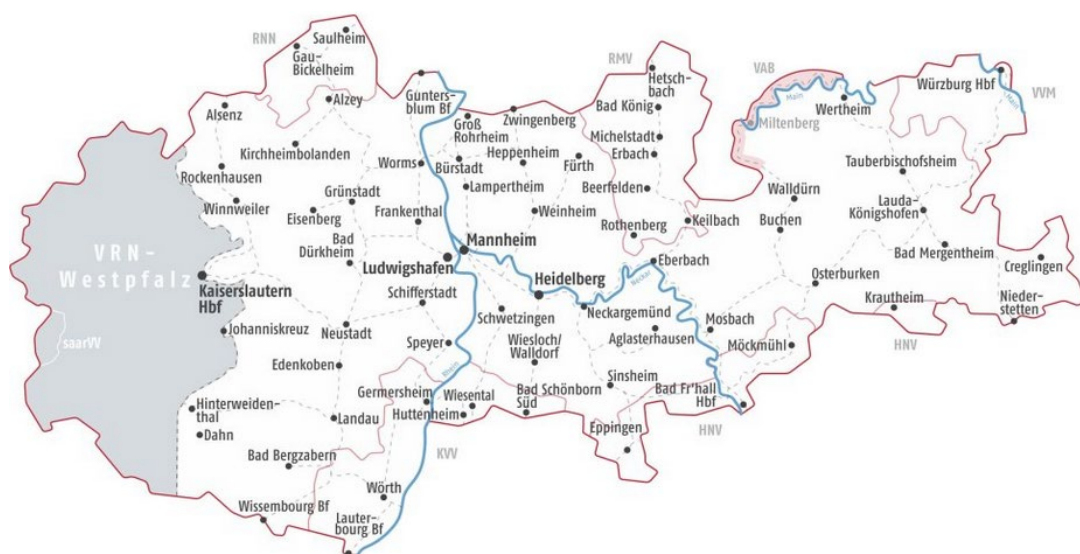 RNN
Saulheim
Gau-
Bickelheim
Alzey
Alsenz
Kirchheimbolanden
Rockenhausen
Winnweiler
Eisenberg
Grünstadt
Bad
Dürkheim
VRN-
Westpfalz
saarVV
Kaiserslautern
Hbf
Johanniskreuz
Neustadt
Edenkoben
Hinterweiden-
thal
Dahn
Landau
Bad Bergzabern
Wissembourg Bf
Lauter-
bourg Bf
Wörth
Gunters-
blum Bf
Worms
Frankenthal
Ludwigshafen
Mannheim
Schifferstadt
Speyer
Rhein
Germersheim
Huttenheim
Wiesental
KVV
Groß
Rohrheim
Zwingenberg
Bürstadt
Heppenheim
Fürth
Lampertheim
Weinheim
Heidelberg
Schwetzingen
Wiesloch/
Walldorf
Bad Schönborn
Süd
Neckargemünd
Neckar
Eberbach
Aglasterhausen
Sinsheim
Eppingen
Bad Fr'hall
Hbf
HNV
Mosbach
Möckmühl
RMV
Hetsch-
bach
Bad König
Michelstadt
Erbach
Beerfelden
Rothenberg
Keilbach
VAB
Main
Miltenberg
Wertheim
Würzburg Hbf
Main
VVM
Tauberbischofsheim
Walldürn
Buchen
Lauda-
Königshofen
Bad Mergentheim
Osterburken
Krautheim
HNV
Creglingen
Nieder-
stetten